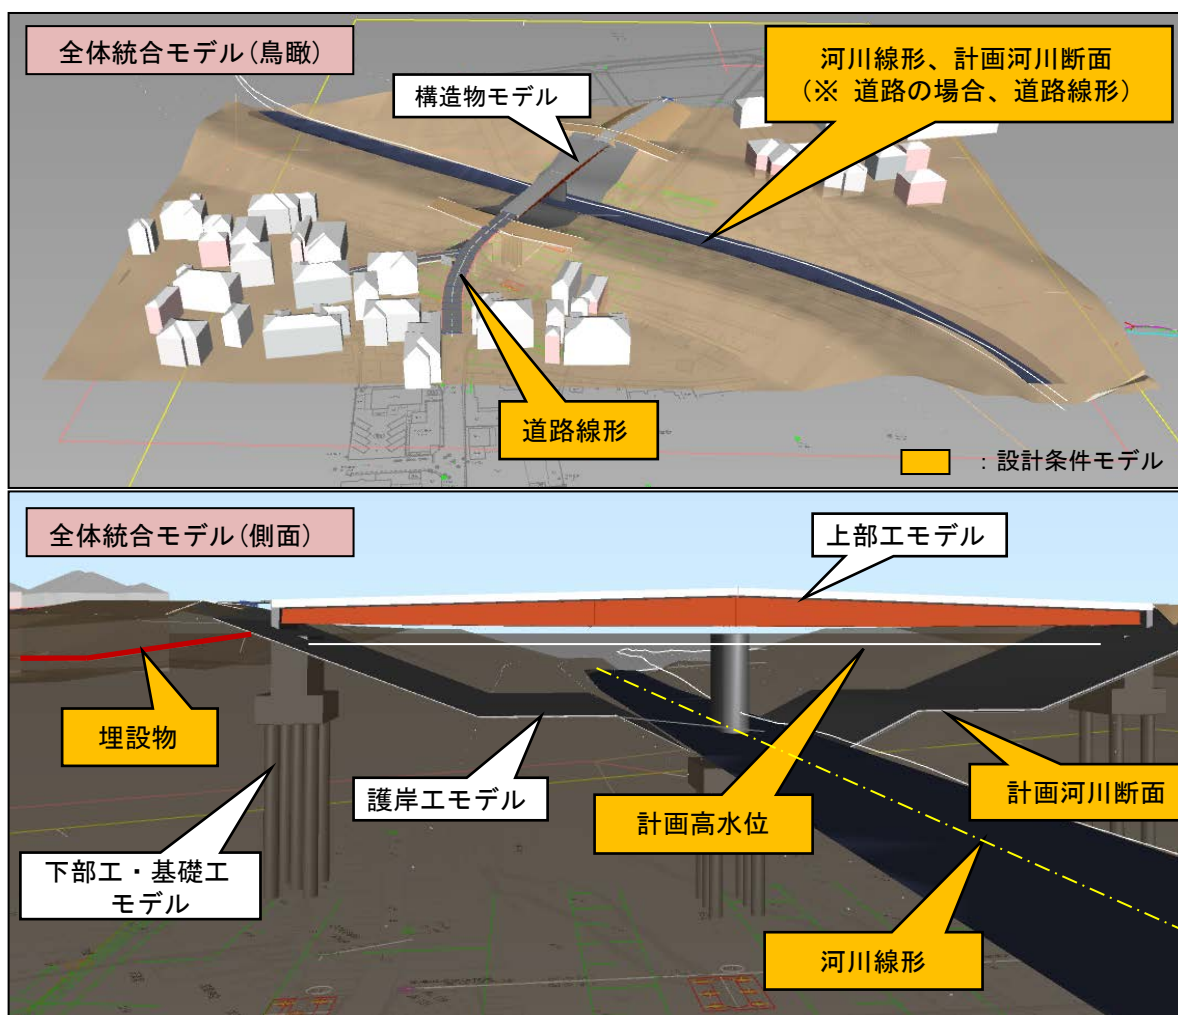 全体統合モデル(鳥瞰)
構造物モデル
河川線形、計画河川断面
(※ 道路の場合、道路線形)
道路線形
：設計条件モデル
全体統合モデル(側面)
上部工モデル
埋設物
護岸工モデル
計画高水位
計画河川断面
下部工・基礎工
モデル
河川線形